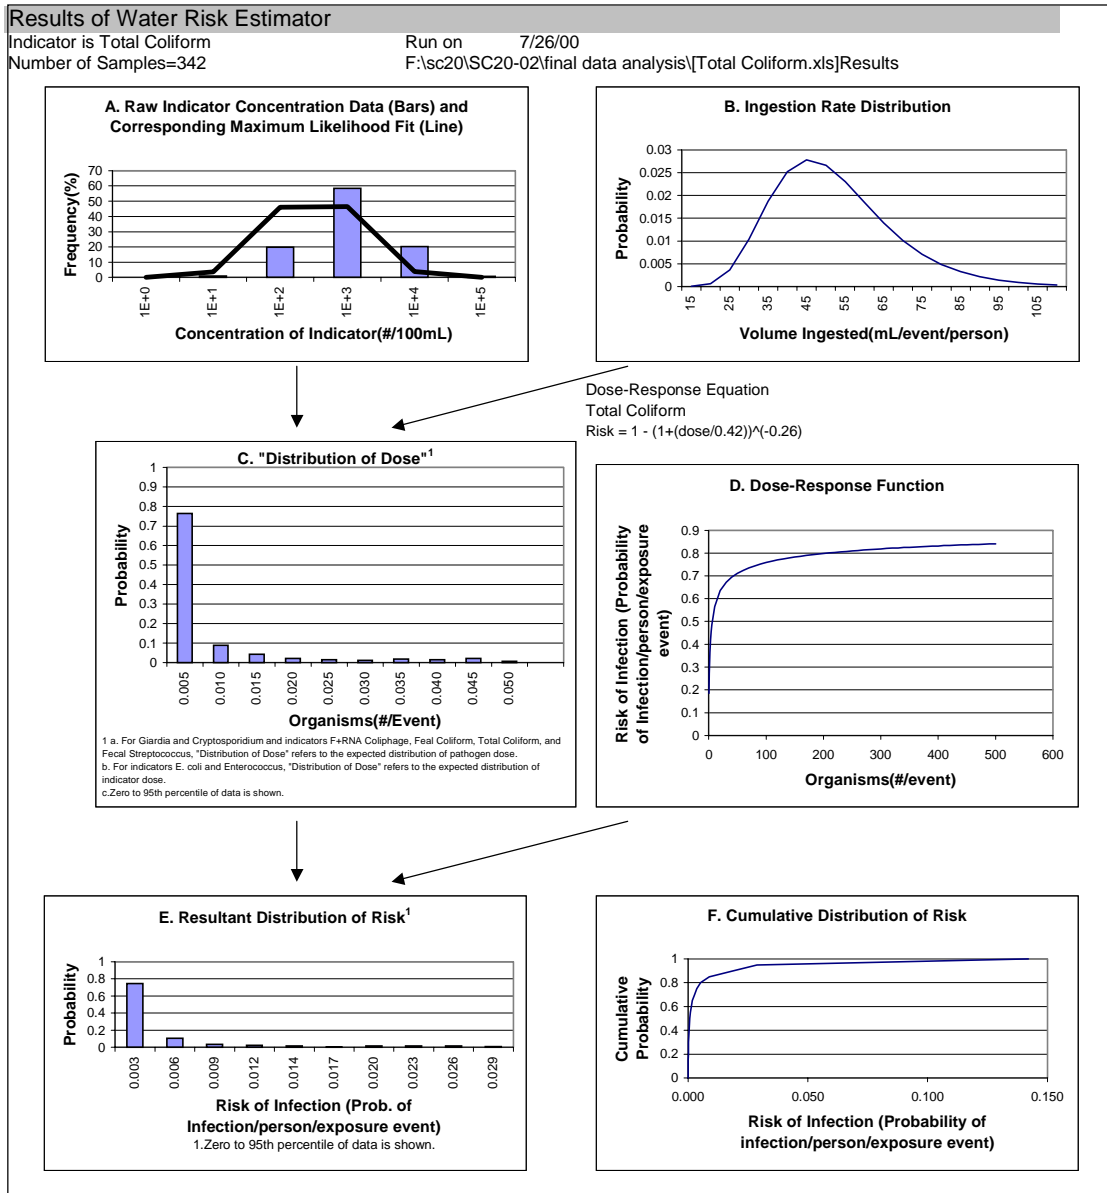 Results of Water Risk Estimator
Indicator is Total Coliform
Run on 7/26/00
Number of Samples=342
F:\sc20\SC20-02\final data analysis\[Total Coliform.xls]Results
A. Raw Indicator Concentration Data (Bars) and
Corresponding Maximum Likelihood Fit (Line)
Frequency(%)
70
60
50
40
30
20
10
0
1E+0
1E+1
1E+2
1E+3
1E+4
1E+5
Concentration of Indicator(#/100mL)
B. Ingestion Rate Distribution
Probability
0.03
0.025
0.02
0.015
0.01
0.005
0
15
25
35
45
55
65
75
85
95
105
Volume Ingested(mL/event/person)
Dose-Response Equation
Total Coliform
Risk = 1 - (1+(dose/0.42))^(-0.26)
C. "Distribution of Dose"1
Probability
1
0.9
0.8
0.7
0.6
0.5
0.4
0.3
0.2
0.1
0
0.005
0.010
0.015
0.020
0.025
0.030
0.035
0.040
0.045
0.050
Organisms(#/Event)
1 a. For Giardia and Cryptosporidium and indicators F+RNA Coliphage, Feal Coliform, Total Coliform, and
Fecal Streptococcus, "Distribution of Dose" refers to the expected distribution of pathogen dose.
b. For indicators E. coli and Enterococcus, "Distribution of Dose" refers to the expected distribution of
indicator dose.
c.Zero to 95th percentile of data is shown.
D. Dose-Response Function
Risk of Infection (Probability
of Infection/person/exposure
event)
0.9
0.8
0.7
0.6
0.5
0.4
0.3
0.2
0.1
0
0
100
200
300
400
500
600
Organisms(#/event)
E. Resultant Distribution of Risk1
Probability
1
0.8
0.6
0.4
0.2
0
0.003
0.006
0.009
0.012
0.014
0.017
0.020
0.023
0.026
0.029
Risk of Infection (Prob. of
Infection/person/exposure event)
1.Zero to 95th percentile of data is shown.
F. Cumulative Distribution of Risk
Cumulative
Probability
1
0.8
0.6
0.4
0.2
0
0.000
0.050
0.100
0.150
Risk of Infection (Probability of
infection/person/exposure event)